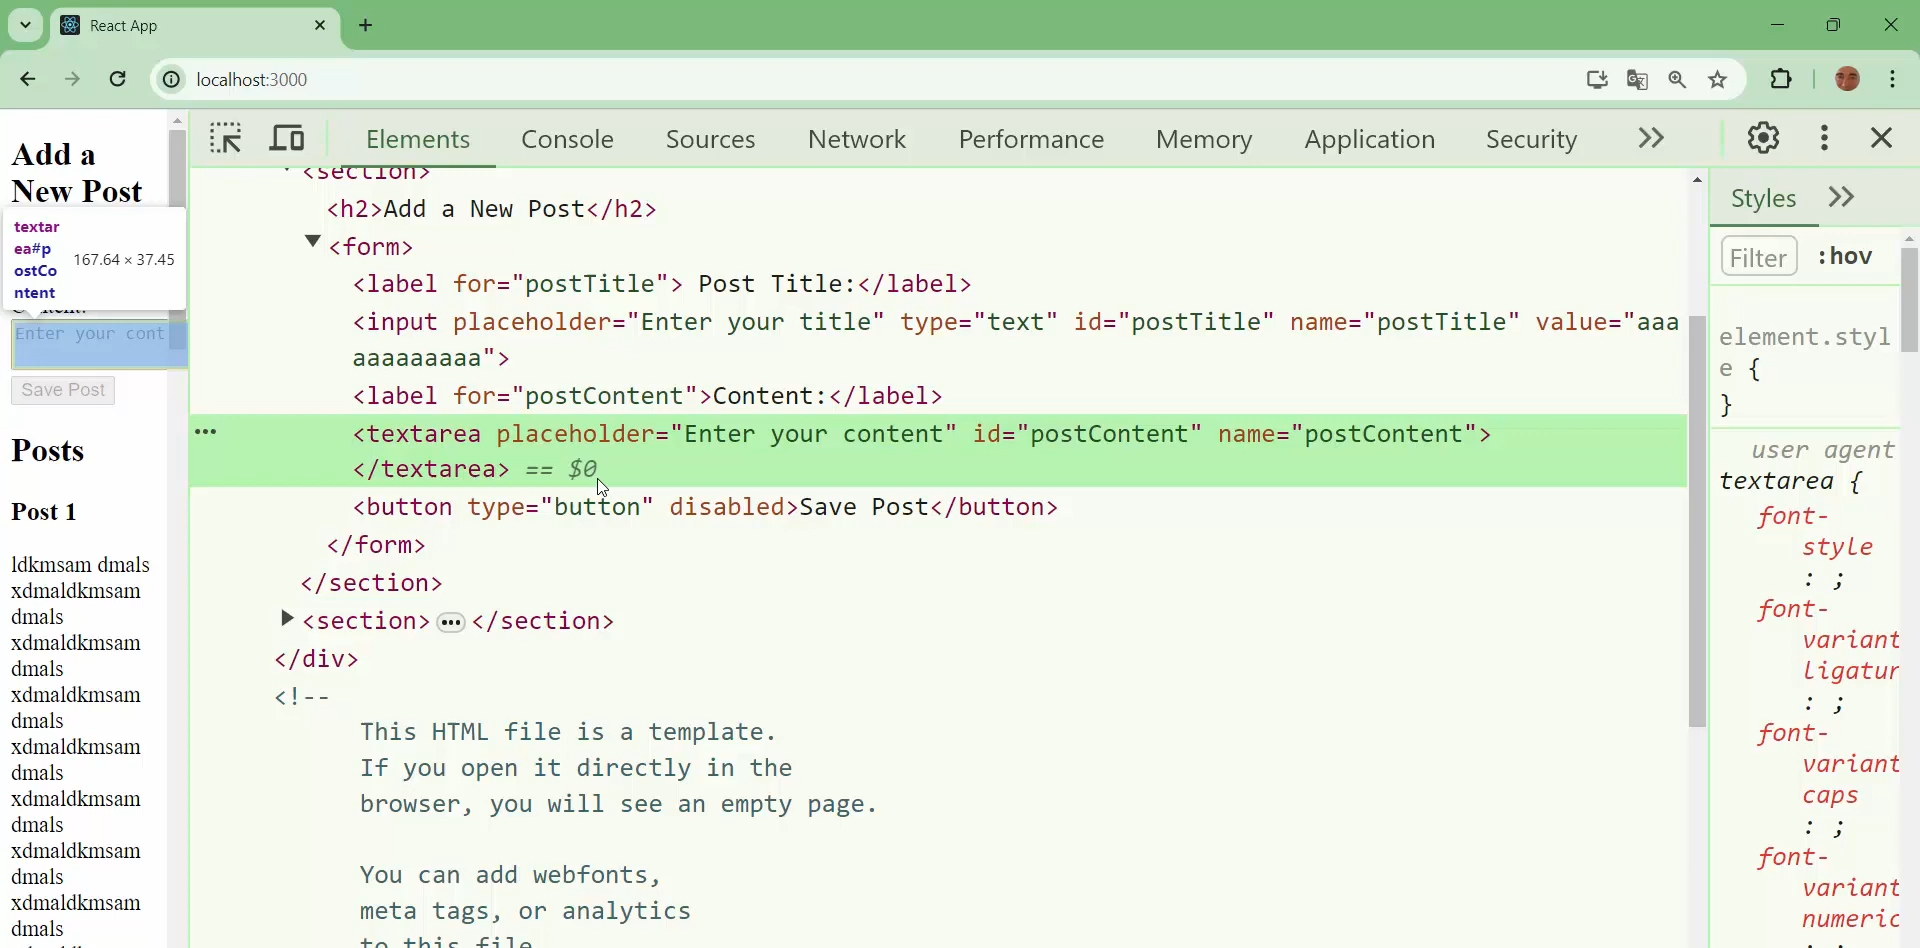 React App
localhost:3000
Add a
New Post
textar
ea#p
ostCo
ntent
167.64 × 37.45
Content:
Enter your cont
Save Post
Posts
Post 1
ldkmsam dmals
xdmaldkmsam
dmals
xdmaldkmsam
dmals
xdmaldkmsam
dmals
xdmaldkmsam
dmals
xdmaldkmsam
dmals
xdmaldkmsam
dmals
xdmaldkmsam
dmals
Elements Console Sources Network Performance Memory Application Security
<section>
<h2>Add a New Post</h2>
<form>
<label for="postTitle"> Post Title:</label>
<input placeholder="Enter your title" type="text" id="postTitle" name="postTitle" value="aaa
aaaaaaaaa">
<label for="postContent">Content:</label>
<textarea placeholder="Enter your content" id="postContent" name="postContent">
</textarea> == $0
<button type="button" disabled>Save Post</button>
</form>
</section>
<section>…</section>
</div>
<!--
This HTML file is a template.
If you open it directly in the
browser, you will see an empty page.
You can add webfonts,
meta tags, or analytics
to this file
Styles
Filter :hov
element.styl
e {
}
user agent
textarea {
font-
style
: ;
font-
variant
ligatur
: ;
font-
variant
caps
: ;
font-
variant
numeric